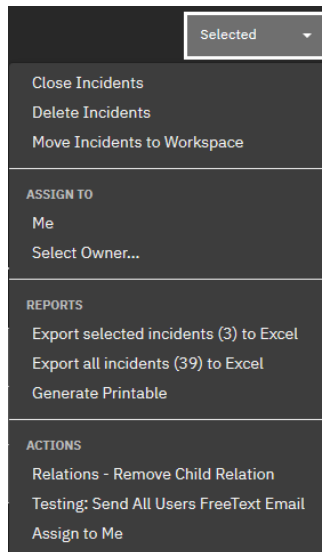 Selected
Close Incidents
Delete Incidents
Move Incidents to Workspace
ASSIGN TO
Me
Select Owner...
REPORTS
Export selected incidents (3) to Excel
Export all incidents (39) to Excel
Generate Printable
ACTIONS
Relations - Remove Child Relation
Testing: Send All Users FreeText Email
Assign to Me